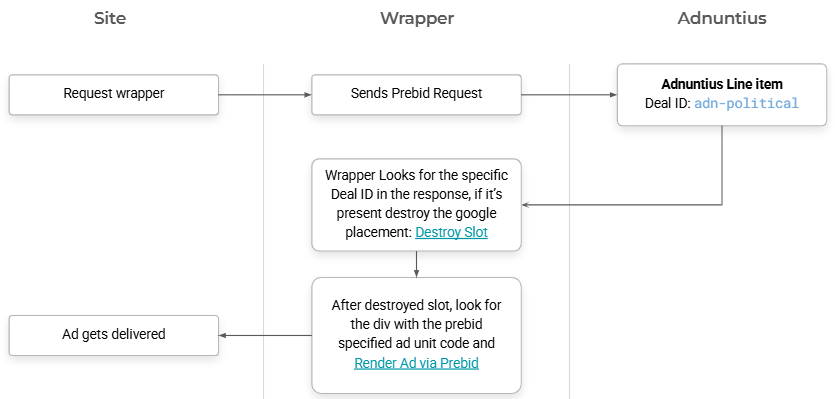 Site
Wrapper
Adnuntius
Request wrapper
Sends Prebid Request
Adnuntius Line item
Deal ID: adn-political
Wrapper Looks for the specific
Deal ID in the response, if it's
present destroy the google
placement: Destroy Slot
After destroyed slot, look for
the div with the prebid
specified ad unit code and
Render Ad via Prebid
Ad gets delivered